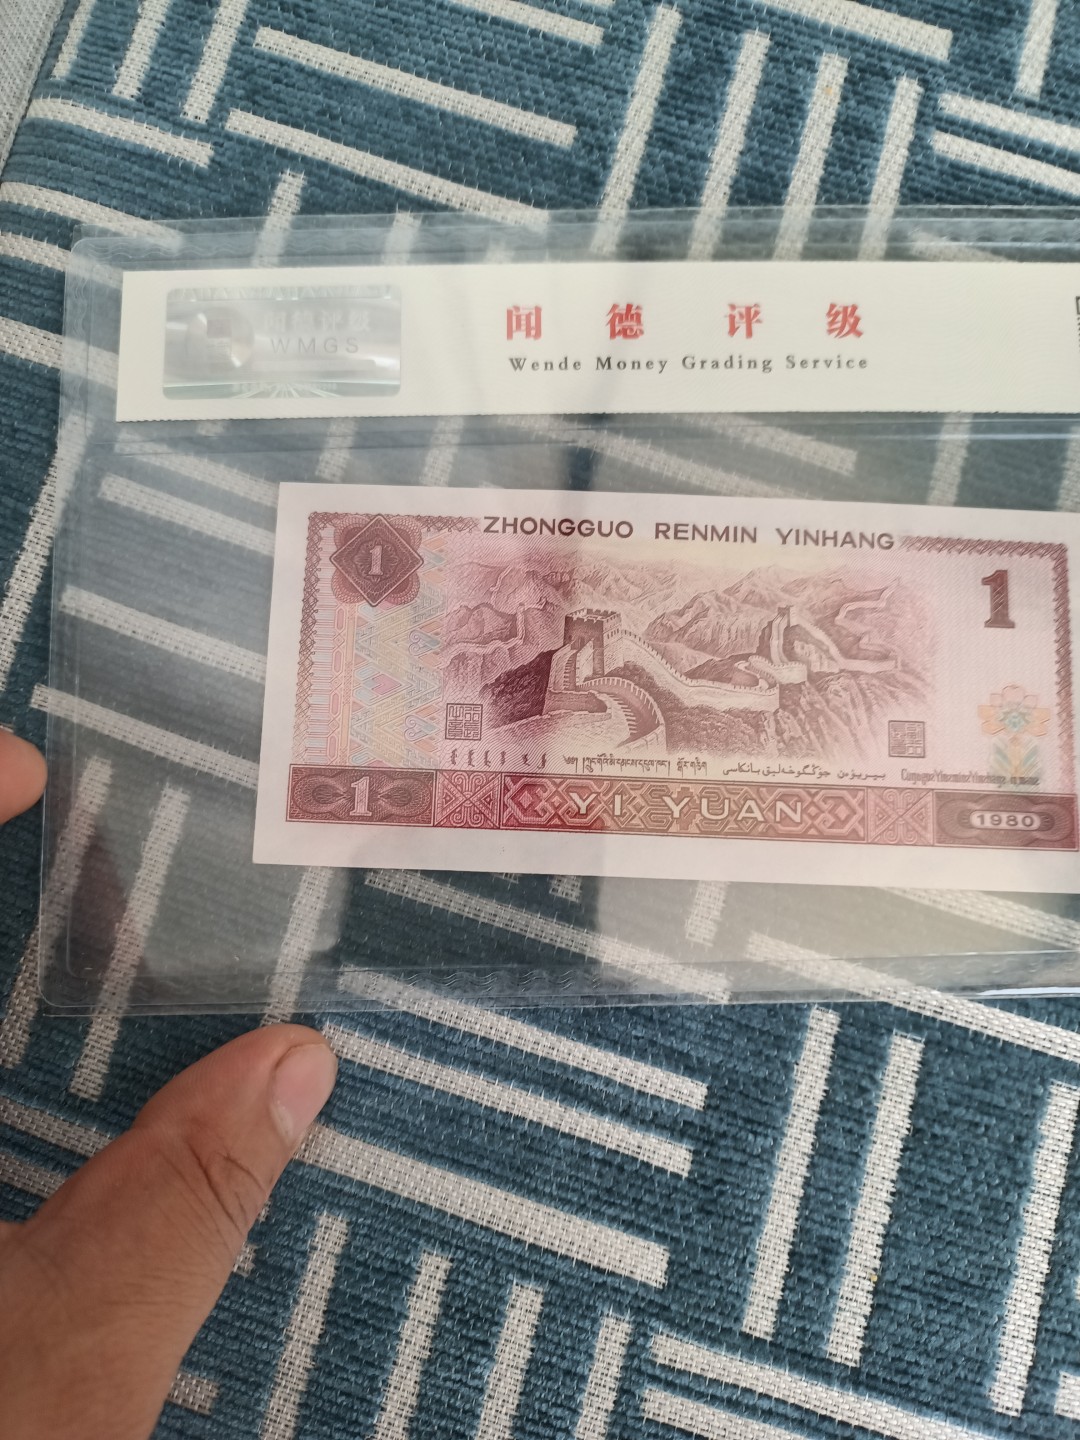 闻德评级
WMGS
闻德评级
Wende Money Grading Service
ZHONGGUO RENMIN YINHANG
1
1
1 YI YUAN 1980